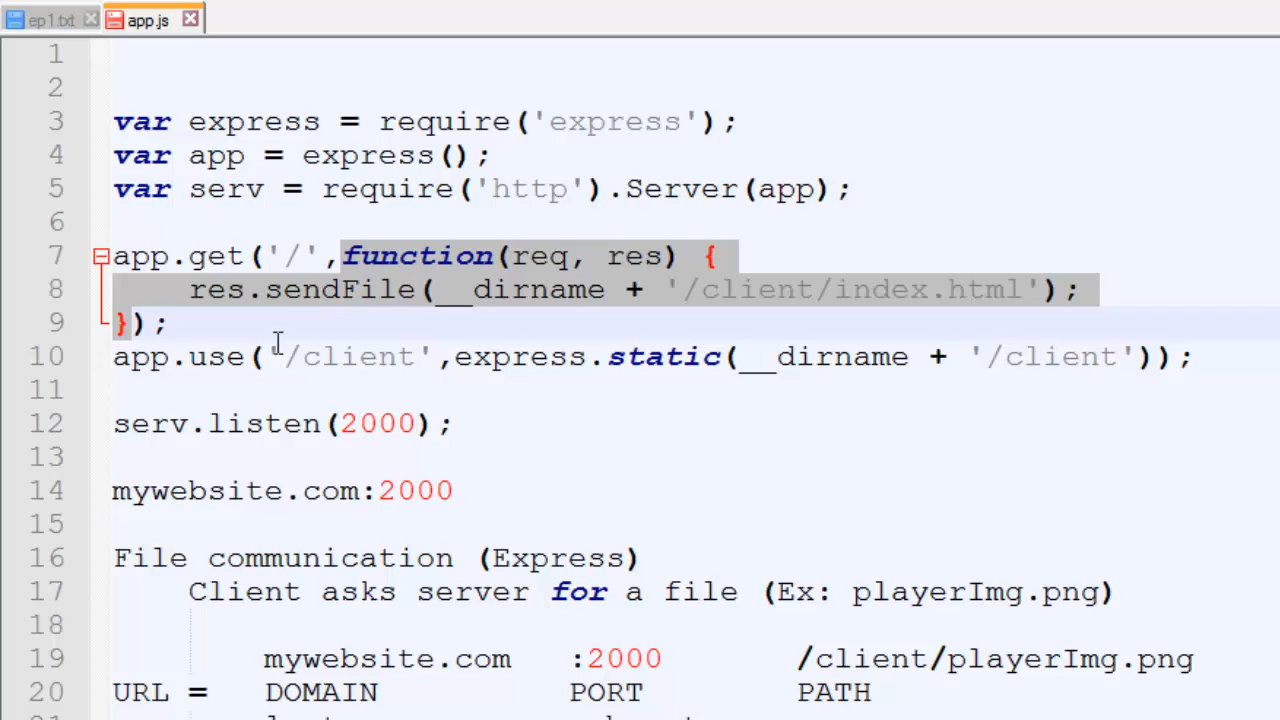 ep1.txt app.js
1
2
3 var express = require('express');
4 var app = express();
5 var serv = require('http').Server(app);
6
7 app.get('/',function(req, res) {
8 res.sendFile(__dirname + '/client/index.html');
9 });
10 app.use('/client',express.static(__dirname + '/client'));
11
12 serv.listen(2000);
13
14 mywebsite.com:2000
15
16 File communication (Express)
17 Client asks server for a file (Ex: playerImg.png)
18
19 mywebsite.com :2000 /client/playerImg.png
20 URL = DOMAIN PORT PATH